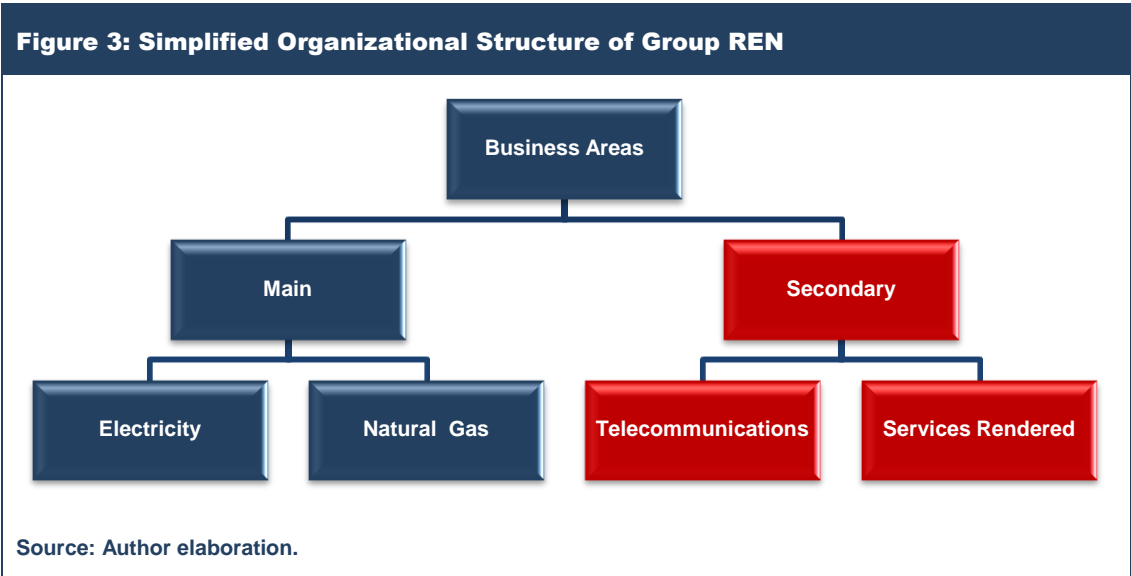 Figure 3: Simplified Organizational Structure of Group REN
Business Areas
Main
Secondary
Electricity
Natural Gas
Telecommunications
Services Rendered
Source: Author elaboration.